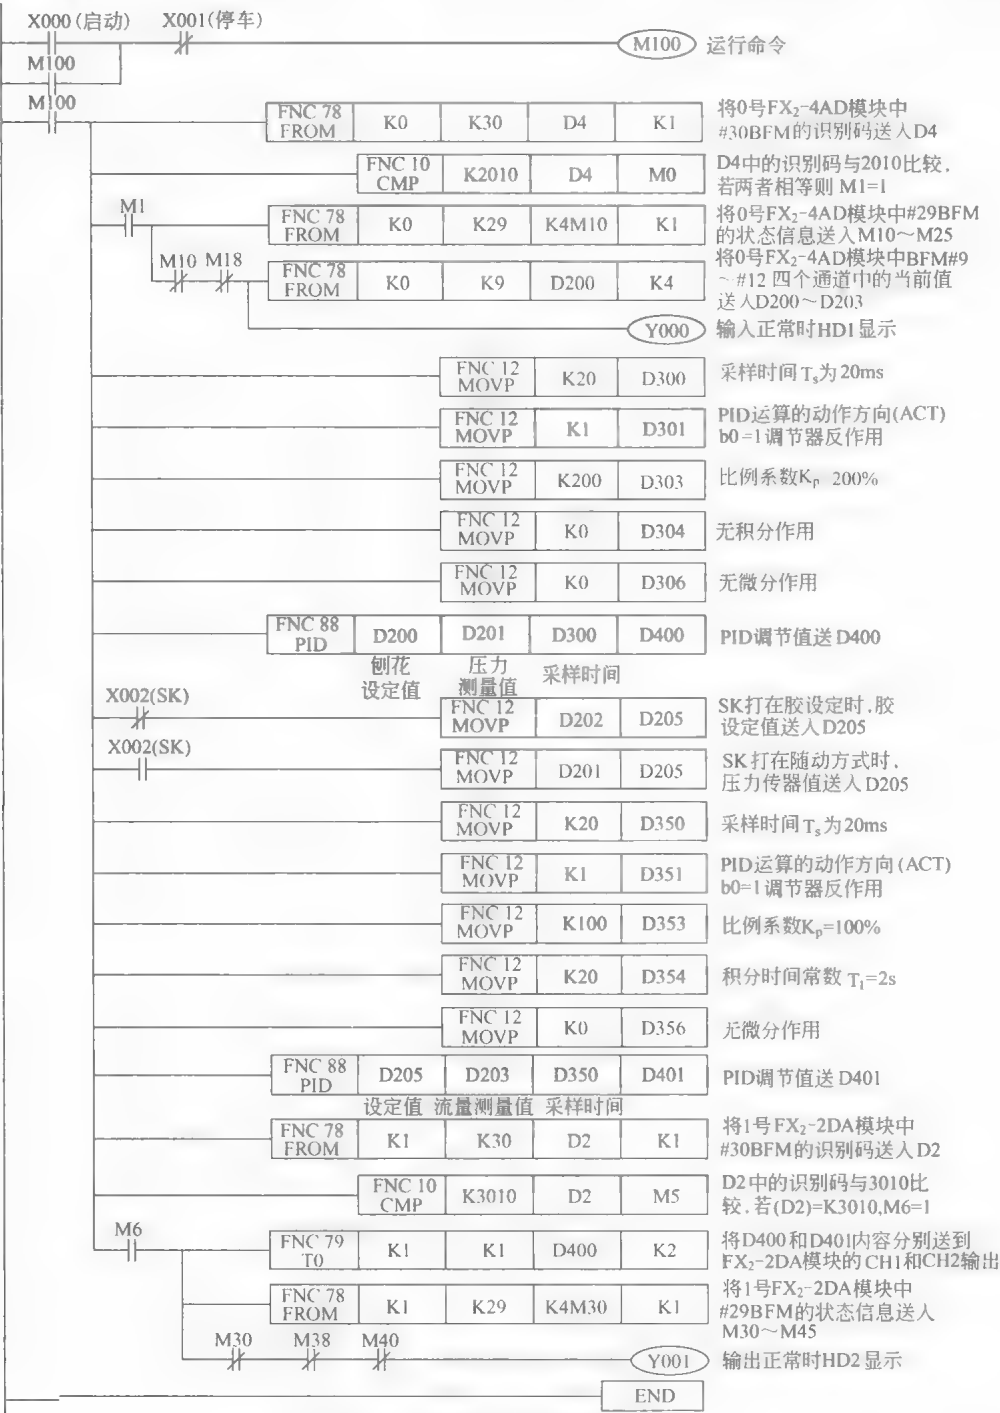 X000(启动) X001(停车)
M100 运行命令
M100
M100
FNC 78 FROM K0 K30 D4 K1 将0号FX2-4AD模块中
#30BFM的识别码送人D4
FNC 10 CMP K2010 D4 M0 D4中的识别码与2010比较,
若两者相等则 M1=1
M1
FNC 78 FROM K0 K29 K4M10 K1 将0号FX2-4AD模块中#29BFM
的状态信息送入M10～M25
M10 M18
FNC 78 FROM K0 K9 D200 K4 将0号FX2-4AD模块中BFM#9
～#12 四个通道中的当前值
送人D200～D203
Y000 输入正常时HD1显示
FNC 12 MOVP K20 D300 采样时间Ts为20ms
FNC 12 MOVP K1 D301 PID运算的动作方向(ACT)
b0=1调节器反作用
FNC 12 MOVP K200 D303 比例系数Kp 200%
FNC 12 MOVP K0 D304 无积分作用
FNC 12 MOVP K0 D306 无微分作用
FNC 88 PID D200 D201 D300 D400 PID调节值送D400
刨花 压力 采样时间
设定值 测量值
X002(SK)
FNC 12 MOVP D202 D205 SK打在胶设定时,胶
设定值送入D205
X002(SK)
FNC 12 MOVP D201 D205 SK打在随动方式时,
压力传器值送入D205
FNC 12 MOVP K20 D350 采样时间Ts为20ms
FNC 12 MOVP K1 D351 PID运算的动作方向(ACT)
b0=1调节器反作用
FNC 12 MOVP K100 D353 比例系数Kp=100%
FNC 12 MOVP K20 D354 积分时间常数 TI=2s
FNC 12 MOVP K0 D356 无微分作用
FNC 88 PID D205 D203 D350 D401 PID调节值送D401
设定值 流量测量值 采样时间
FNC 78 FROM K1 K30 D2 K1 将1号FX2-2DA模块中
#30BFM的识别码送人D2
FNC 10 CMP K3010 D2 M5 D2中的识别码与3010比
较.若(D2)=K3010,M6=1
M6
FNC 79 T0 K1 K1 D400 K2 将D400和D401内容分别送到
FX2-2DA模块的CH1和CH2输出
FNC 78 FROM K1 K29 K4M30 K1 将1号FX2-2DA模块中
#29BFM的状态信息送人
M30～M45
M30 M38 M40 Y001 输出正常时HD2显示
END